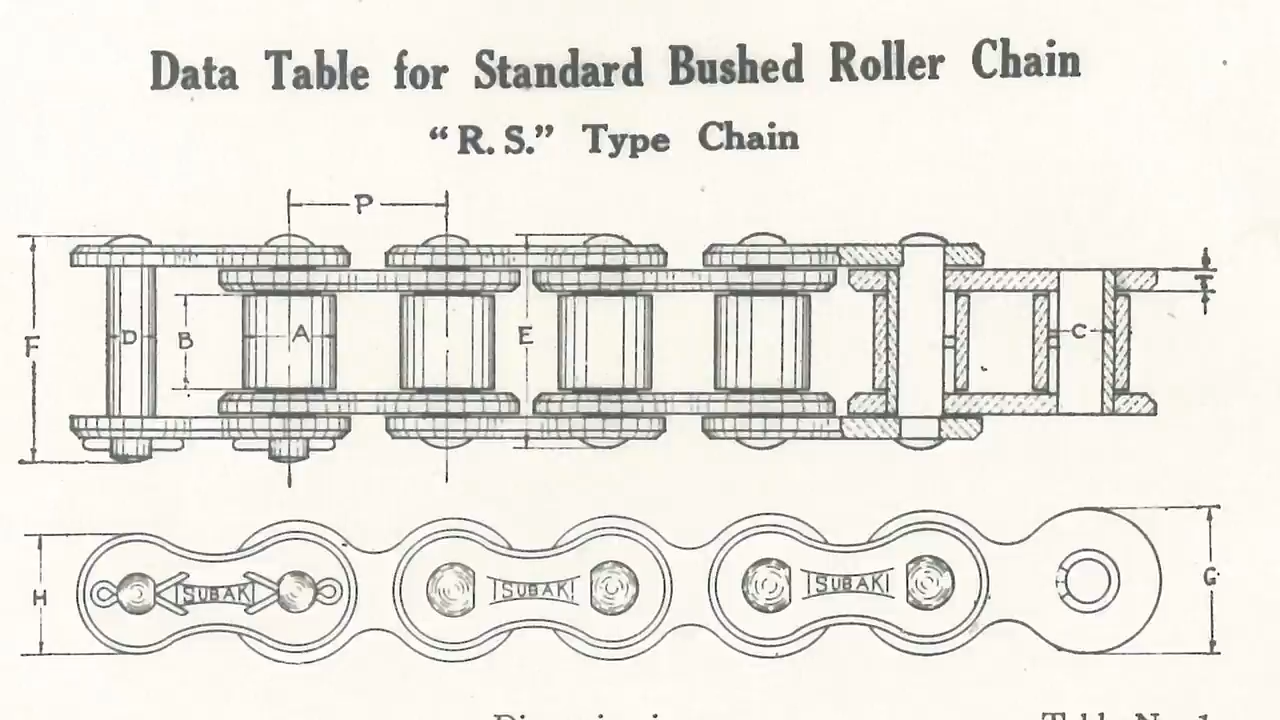 Data Table for Standard Bushed Roller Chain
“R. S.” Type Chain
P
F
D
B
A
E
C
T
H
TSUBAKI
TSUBAKI
TSUBAKI
G